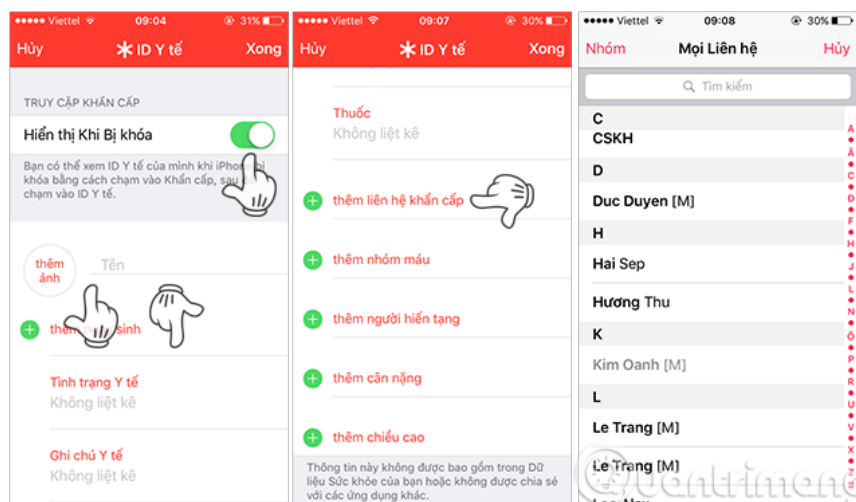 Viettel 09:04 31%
Hủy ID Y tế Xong
TRUY CẬP KHẨN CẤP
Hiển thị Khi Bị khóa
Bạn có thể xem ID Y tế của mình khi iPhone bị
khóa bằng cách chạm vào Khẩn cấp, sau
chạm vào ID Y tế.
thêm
ảnh
Tên
thêm sinh
Tình trạng Y tế
Không liệt kê
Ghi chú Y tế
Không liệt kê
Viettel 09:07 30%
Hủy ID Y tế Xong
Thuốc
Không liệt kê
thêm liên hệ khẩn cấp
thêm nhóm máu
thêm người hiến tạng
thêm cân nặng
thêm chiều cao
Thông tin này không được bao gồm trong Dữ
liệu Sức khỏe của bạn hoặc không được chia sẻ
với các ứng dụng khác.
Viettel 09:08 30%
Nhóm Mọi Liên hệ Hủy
Tìm kiếm
C
CSKH
D
Duc Duyen [M]
H
Hai Sep
Hương Thu
K
Kim Oanh [M]
L
Le Trang [M]
Le Trang [M]
A
Ă
C
Đ
F
H
J
L
N
Ô
P
R
U
V
X
Z
#
uantrimang